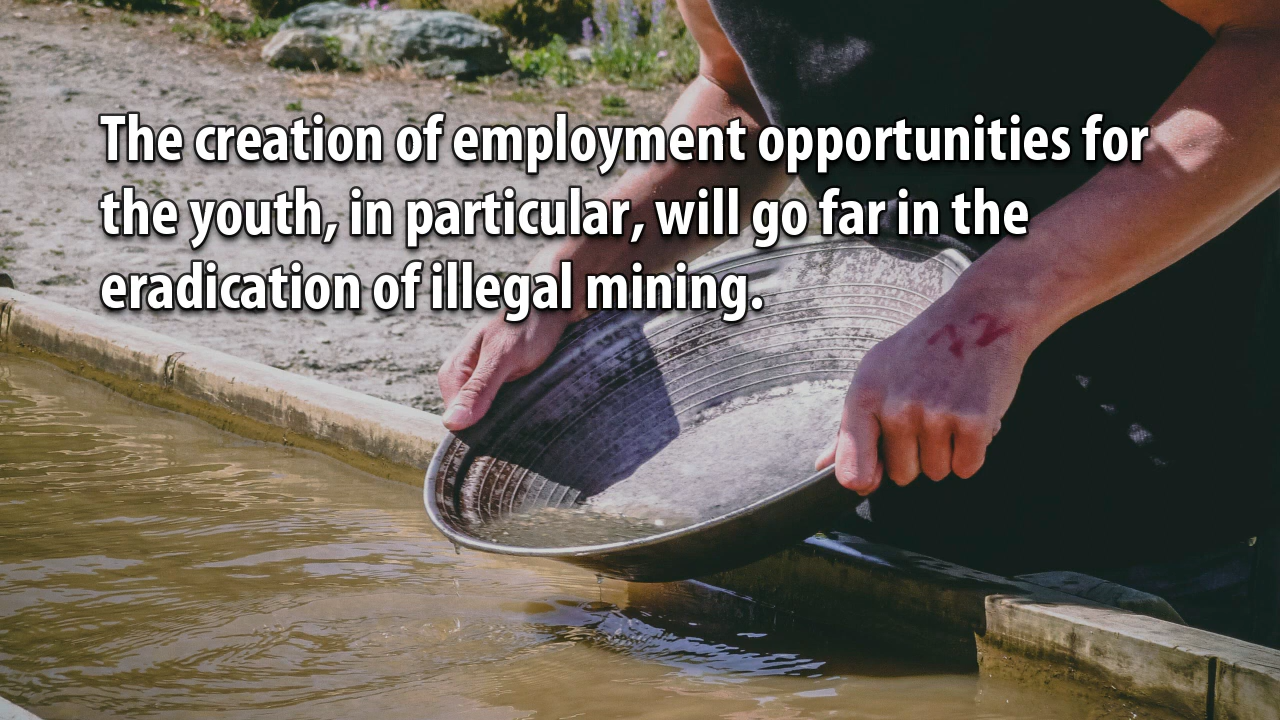 The creation of employment opportunities for
the youth, in particular, will go far in the
eradication of illegal mining.
72